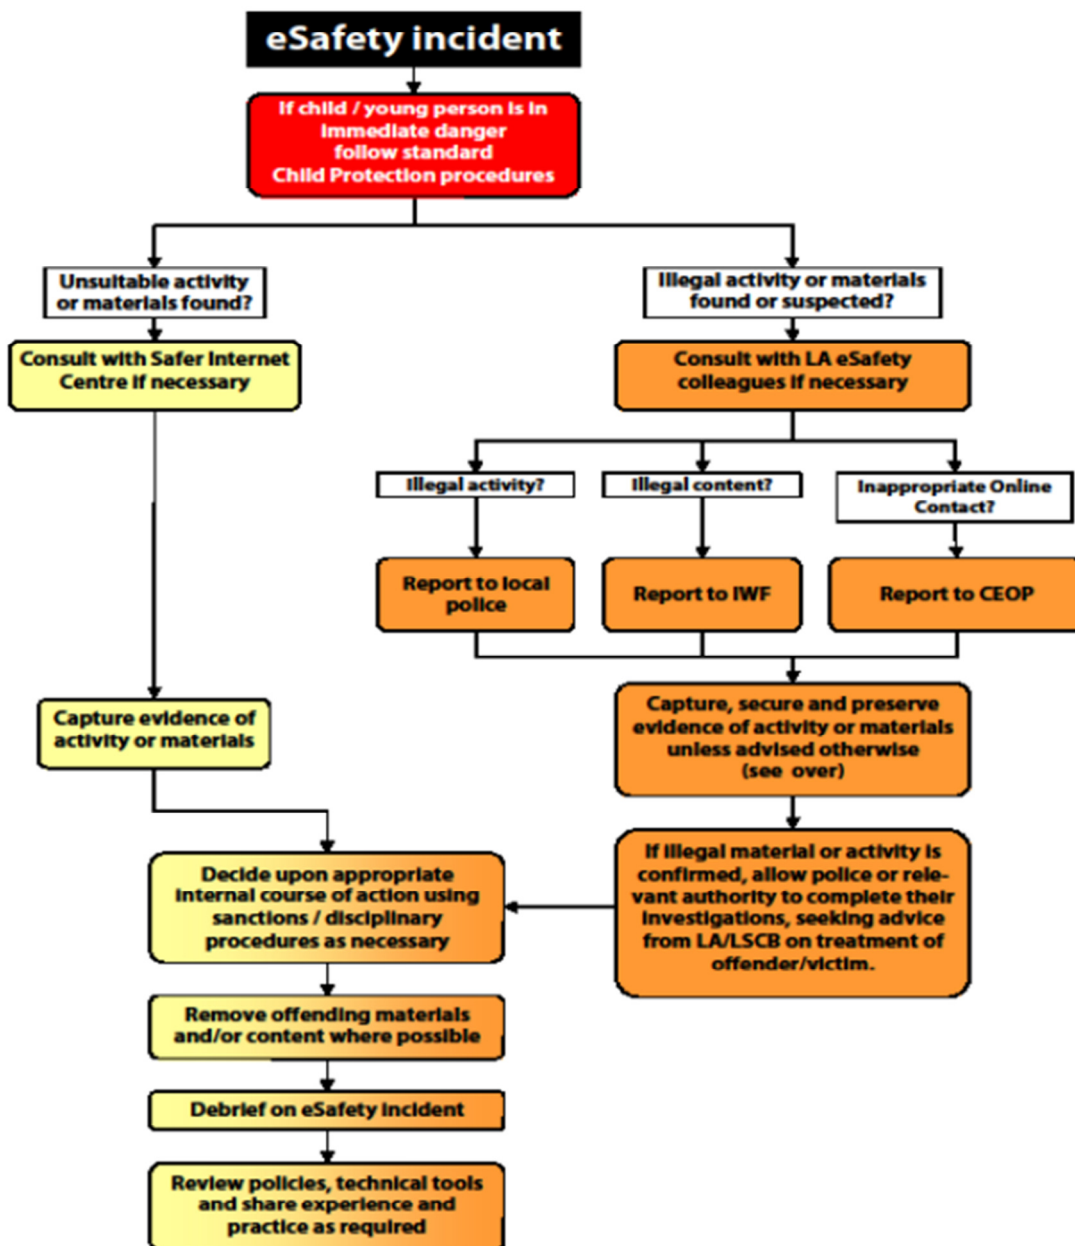 eSafety incident
If child / young person is in
immediate danger
follow standard
Child Protection procedures
Unsuitable activity
or materials found?
Illegal activity or materials
found or suspected?
Consult with Safer Internet
Centre if necessary
Consult with LA eSafety
colleagues if necessary
Illegal activity?
Illegal content?
Inappropriate Online
Contact?
Report to local
police
Report to IWF
Report to CEOP
Capture evidence of
activity or materials
Capture, secure and preserve
evidence of activity or materials
unless advised otherwise
(see over)
If illegal material or activity is
confirmed, allow police or rele-
vant authority to complete their
investigations, seeking advice
from LA/LSCB on treatment of
offender/victim.
Decide upon appropriate
internal course of action using
sanctions / disciplinary
procedures as necessary
Remove offending materials
and/or content where possible
Debrief on eSafety incident
Review policies, technical tools
and share experience and
practice as required